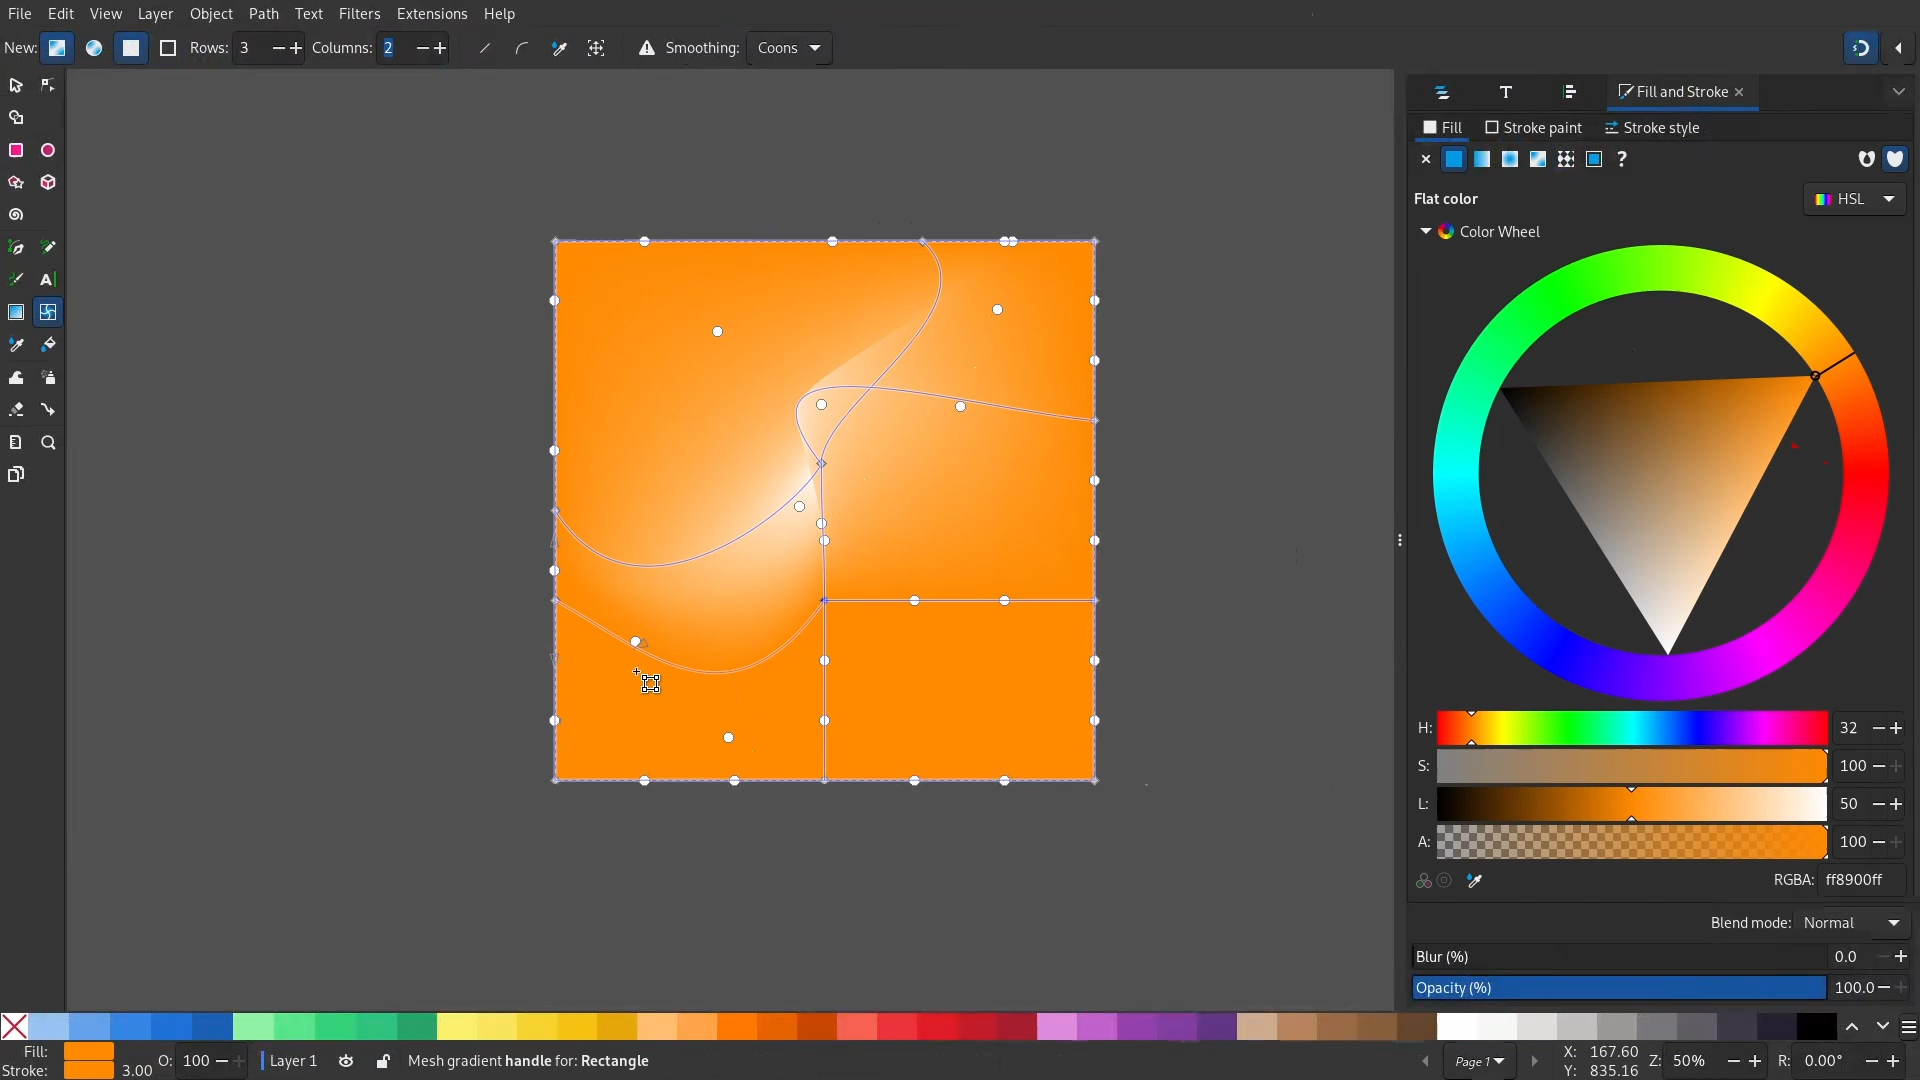 File Edit View Layer Object Path Text Filters Extensions Help
New: Rows: 3 Columns: 2 Smoothing: Coons
Fill and Stroke
Fill Stroke paint Stroke style
?
Flat color HSL
Color Wheel
H: 32
S: 100
L: 50
A: 100
RGBA: ff8900ff
Blend mode: Normal
Blur (%) 0.0
Opacity (%) 100.0
Fill:
Stroke: 3.00
O: 100 Layer 1 Mesh gradient handle for: Rectangle
Page 1
X: 167.60
Y: 835.16
Z: 50% R: 0.00°